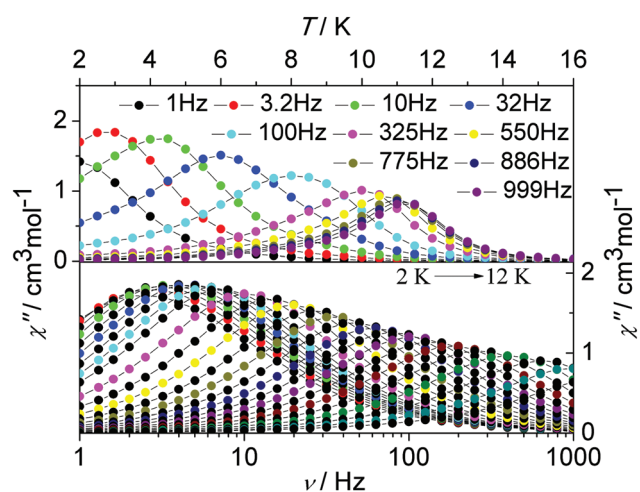 T / K
2 4 6 8 10 12 14 16
1Hz 3.2Hz 10Hz 32Hz
100Hz 325Hz 550Hz
775Hz 886Hz
999Hz
2
1
0
χ″/ cm³mol⁻¹
χ″/ cm³mol⁻¹
2 K → 12 K
2
1
0
1 10 100 1000
ν / Hz